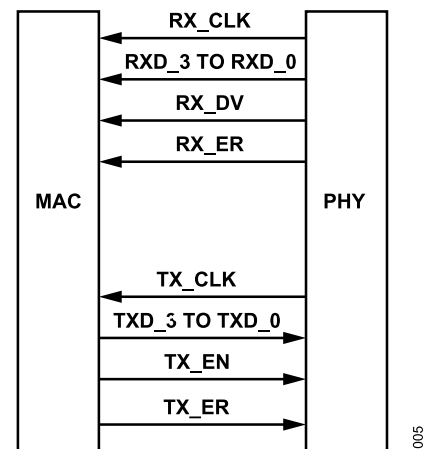 RX_CLK
RXD_3 TO RXD_0
RX_DV
RX_ER
MAC
PHY
TX_CLK
TXD_3 TO TXD_0
TX_EN
TX_ER
005